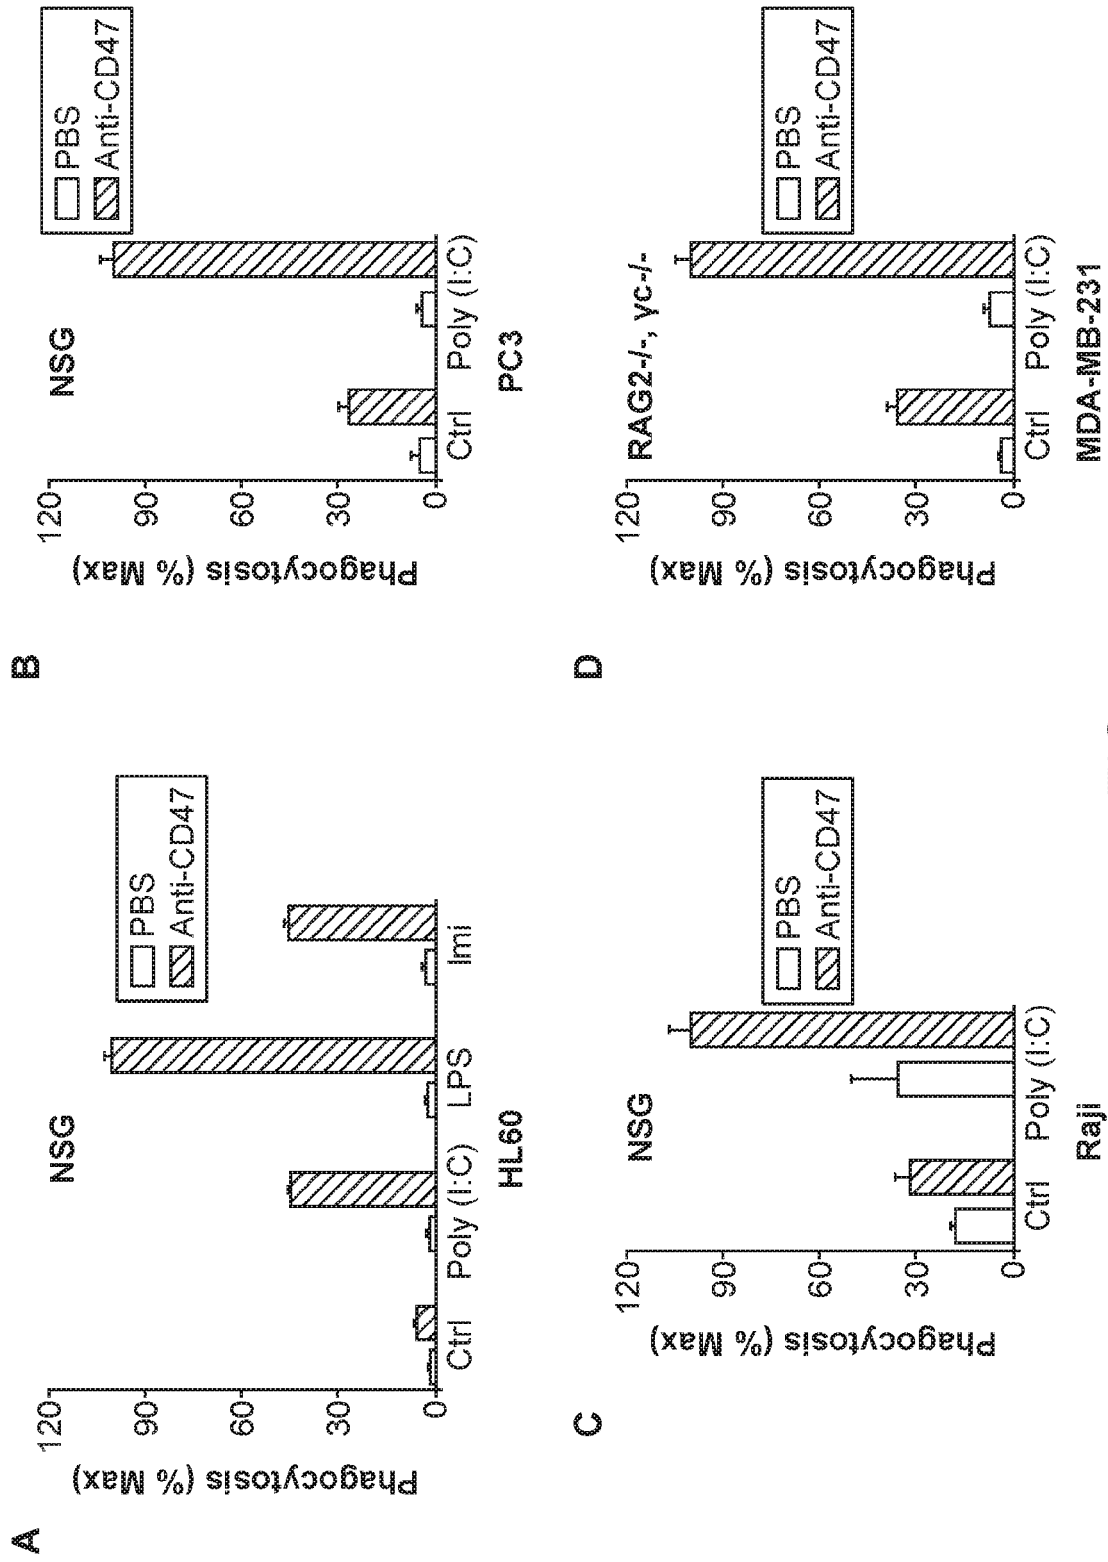 A
NSG
PBS
Anti-CD47
Phagocytosis (% Max)
120
90
60
30
0
Ctrl Poly (I:C) LPS Imi
HL60
B
NSG
PBS
Anti-CD47
Phagocytosis (% Max)
120
90
60
30
0
Ctrl Poly (I:C)
PC3
C
NSG
PBS
Anti-CD47
Phagocytosis (% Max)
120
90
60
30
0
Ctrl Poly (I:C)
Raji
D
RAG2-/-, γc-/-
PBS
Anti-CD47
Phagocytosis (% Max)
120
90
60
30
0
Ctrl Poly (I:C)
MDA-MB-231